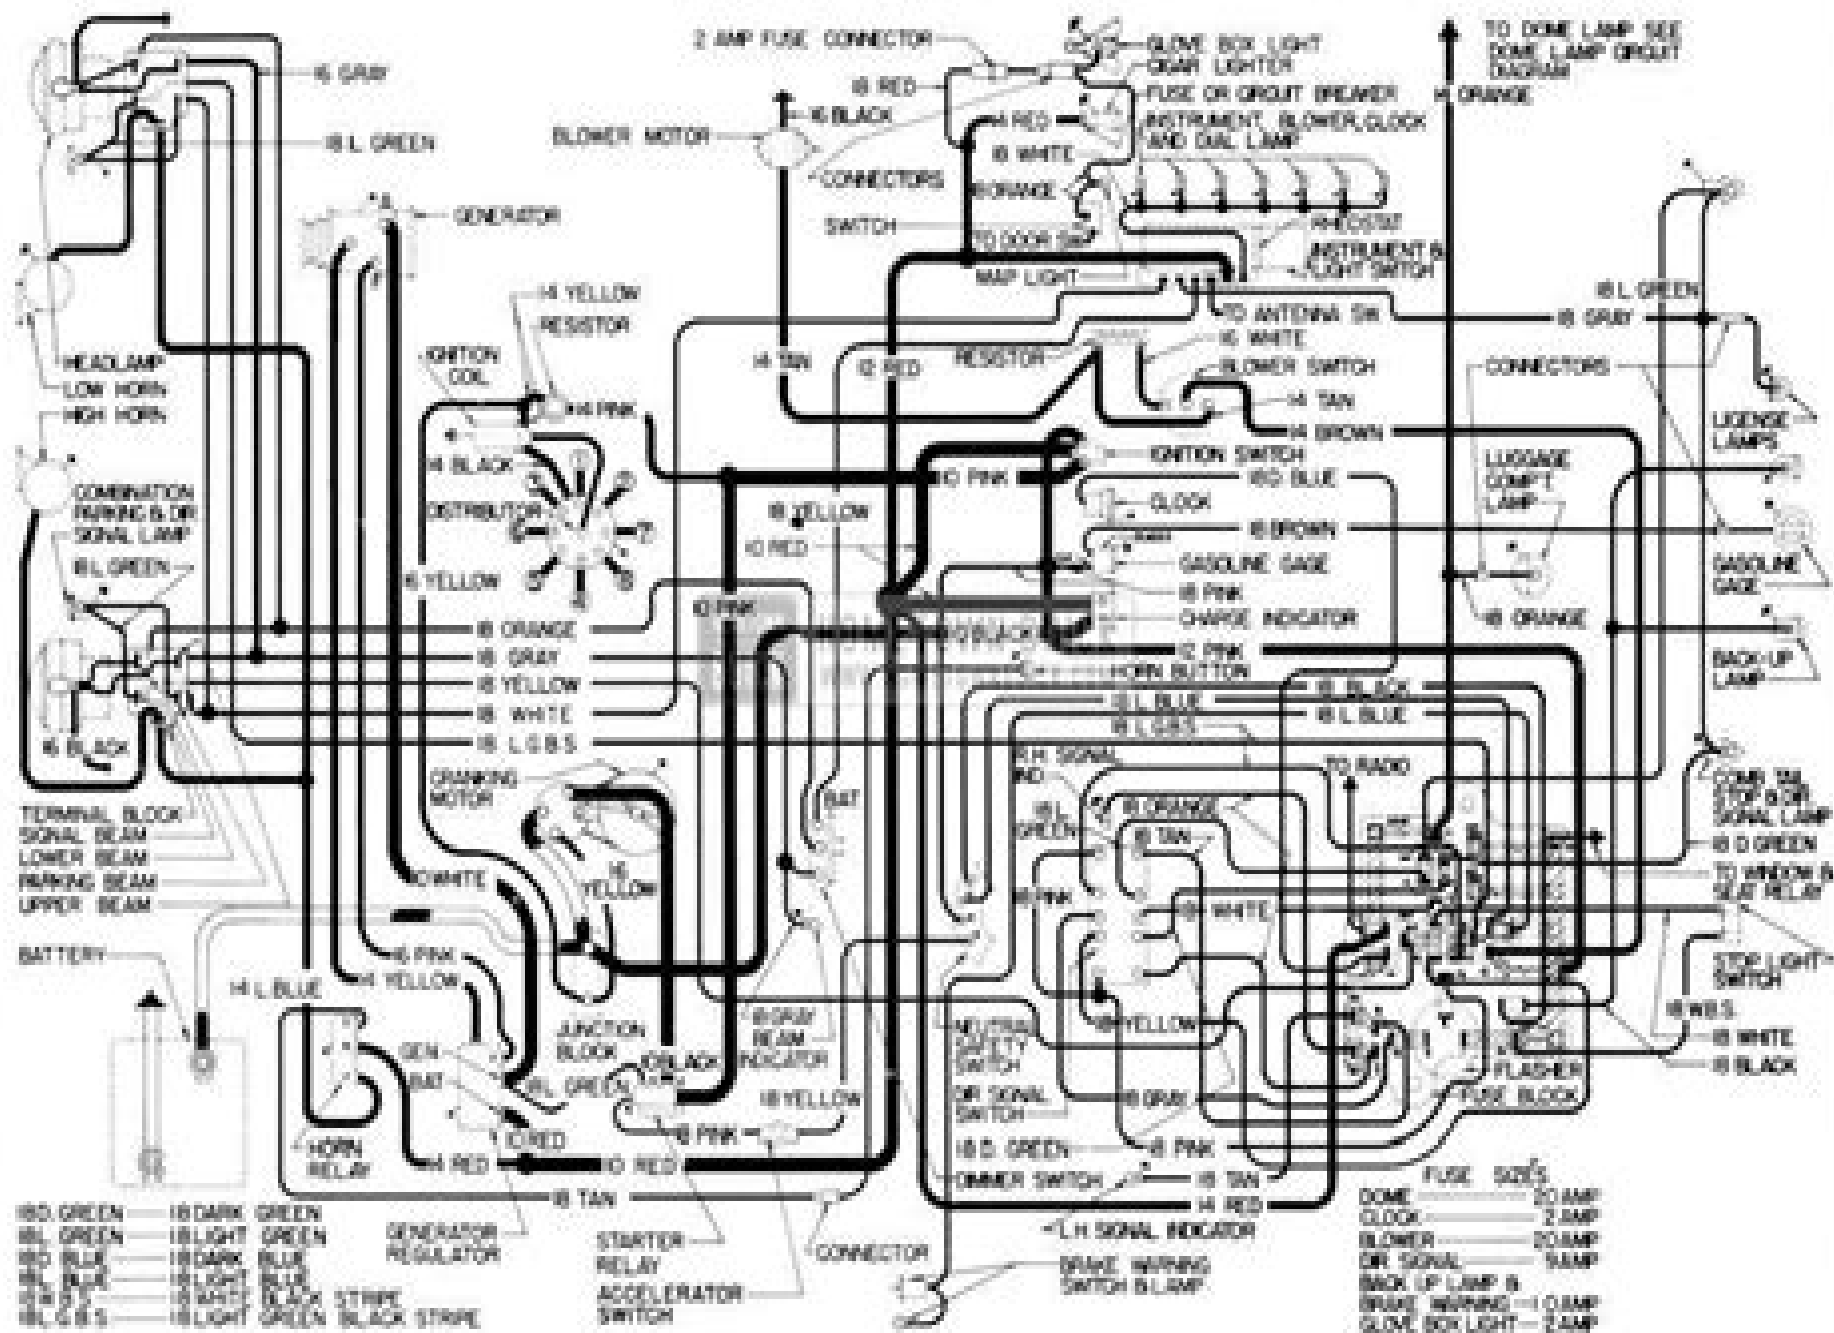 2 AMP FUSE CONNECTOR
GLOVE BOX LIGHT
CIGAR LIGHTER
TO DOME LAMP SEE
DOME LAMP CIRCUIT
DIAGRAM
16 GRAY
18 RED
FUSE OR CIRCUIT BREAKER
14 ORANGE
16 BLACK
14 RED
INSTRUMENT, BLOWER, CLOCK
AND DIAL LAMP
BLOWER MOTOR
18 L. GREEN
18 WHITE
CONNECTORS
18 ORANGE
GENERATOR
SWITCH
TO DOOR SW.
RHEOSTAT
MAP LIGHT
INSTRUMENT &
LIGHT SWITCH
14 YELLOW
RESISTOR
18 L. GREEN
TO ANTENNA SW.
18 GRAY
IGNITION
COIL
14 TAN
12 RED
RESISTOR
16 WHITE
BLOWER SWITCH
CONNECTORS
HEADLAMP
LOW HORN
HIGH HORN
14 PINK
14 TAN
14 BROWN
LICENSE
LAMPS
14 BLACK
IGNITION SWITCH
10 PINK
18 D. BLUE
LUGGAGE
COMP'T
LAMP
COMBINATION
PARKING & DIR.
SIGNAL LAMP
DISTRIBUTOR
18 YELLOW
CLOCK
18 BROWN
10 RED
18 L. GREEN
16 YELLOW
GASOLINE GAGE
GASOLINE
GAGE
18 PINK
10 PINK
CHARGE INDICATOR
18 ORANGE
18 ORANGE
10 BLACK
18 GRAY
12 PINK
HORN BUTTON
BACK-UP
LAMP
18 YELLOW
18 BLACK
18 L. BLUE
18 WHITE
18 L. BLUE
18 L.G.B.S.
16 BLACK
18 L.G.B.S
R.H. SIGNAL
IND.
TO RADIO
CRANKING
MOTOR
BAT
COMB. TAIL
STOP & DIR.
SIGNAL LAMP
TERMINAL BLOCK
SIGNAL BEAM
LOWER BEAM
PARKING BEAM
UPPER BEAM
18 ORANGE
18 L.
GREEN
18 TAN
18 D. GREEN
10 WHITE
16
YELLOW
TO WINDOW &
SEAT RELAY
18 PINK
18 WHITE
BATTERY
16 PINK
14 YELLOW
STOP LIGHT
SWITCH
14 L. BLUE
18 GRAY
BEAM
INDICATOR
NEUTRAL
SAFETY
SWITCH
18 YELLOW
18 W.B.S.
18 WHITE
18 BLACK
JUNCTION
BLOCK
GEN
BAT
10 BLACK
18 L. GREEN
FLASHER
FUSE BLOCK
18 YELLOW
DIR. SIGNAL
SWITCH
18 GRAY
18 PINK
10 RED
HORN
RELAY
18 D. GREEN
18 PINK
14 RED
10 RED
DIMMER SWITCH
18 TAN
18 TAN
14 RED
L.H. SIGNAL INDICATOR
GENERATOR
REGULATOR
STARTER
RELAY
CONNECTOR
ACCELERATOR
SWITCH
BRAKE WARNING
SWITCH & LAMP
18D. GREEN 18 DARK GREEN
18L. GREEN 18 LIGHT GREEN
18D. BLUE 18 DARK BLUE
18L. BLUE 18 LIGHT BLUE
18 W.B.S. 18 WHITE BLACK STRIPE
18 L.G.B.S 18 LIGHT GREEN BLACK STRIPE
FUSE SIZES
DOME 20 AMP
CLOCK 2 AMP
BLOWER 20 AMP
DIR. SIGNAL 9 AMP
BACK UP LAMP &
BRAKE WARNING 10 AMP
GLOVE BOX LIGHT 2 AMP